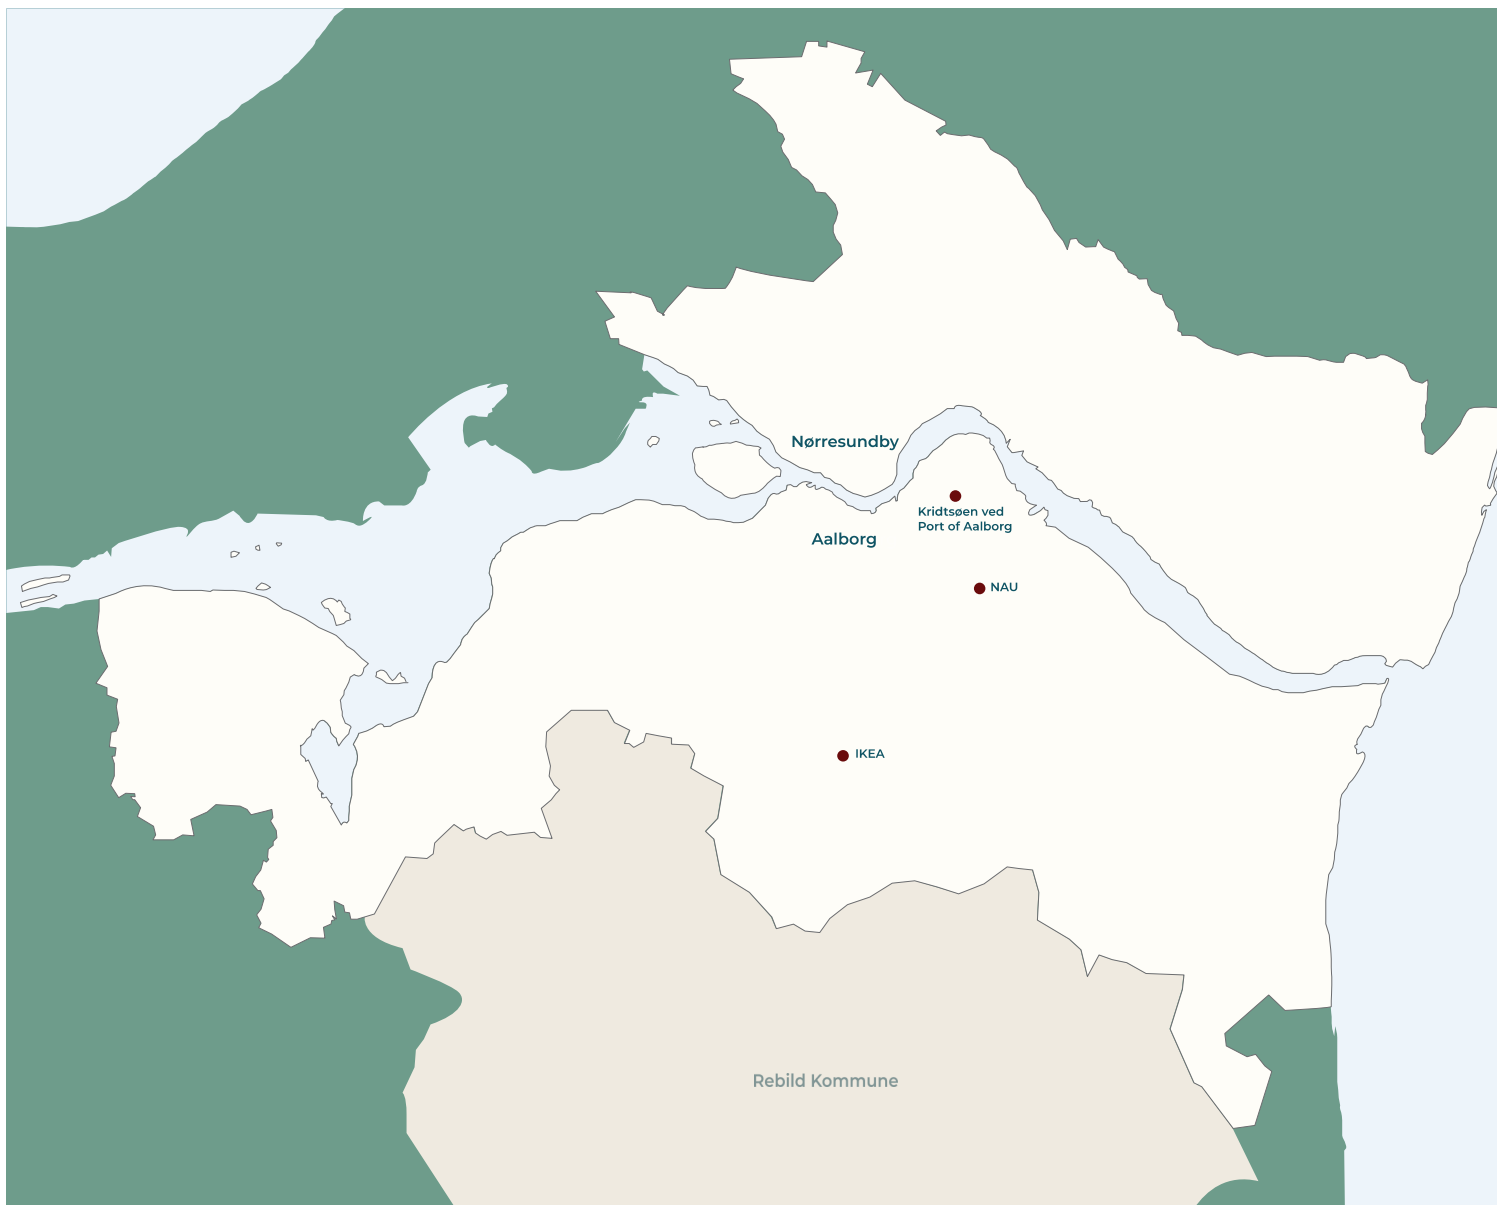 Nørresundby
Kridtsøen ved
Port of Aalborg
Aalborg
NAU
IKEA
Rebild Kommune